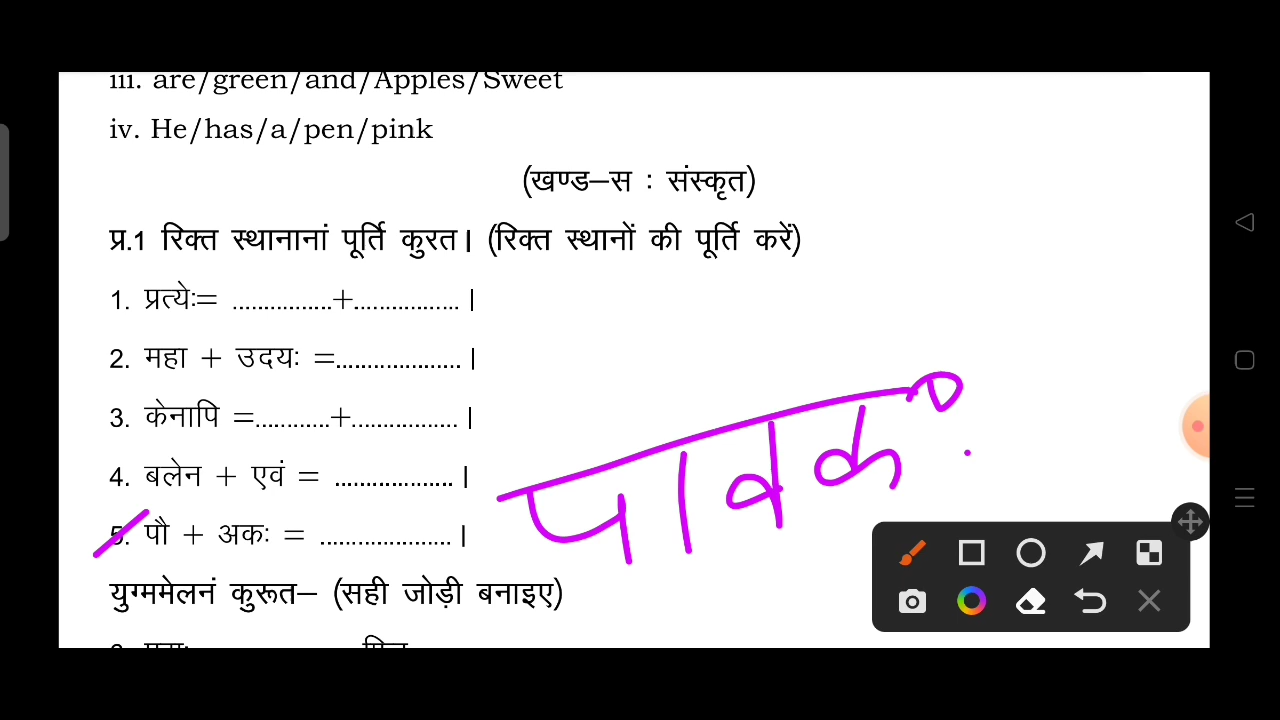 iii. are/green/and/Apples/Sweet
iv. He/has/a/pen/pink
(खण्ड–स : संस्कृत)
प्र.1 रिक्त स्थानानां पूर्ति कुरत। (रिक्त स्थानों की पूर्ति करें)
1. प्रत्येः= ................+................. |
2. महा + उदयः =.................... |
3. केनापि =............+................. |
4. बलेन + एवं = ................... |
5. पौ + अकः = ..................... |
पावकः
युग्ममेलनं कुरूत– (सही जोड़ी बनाइए)